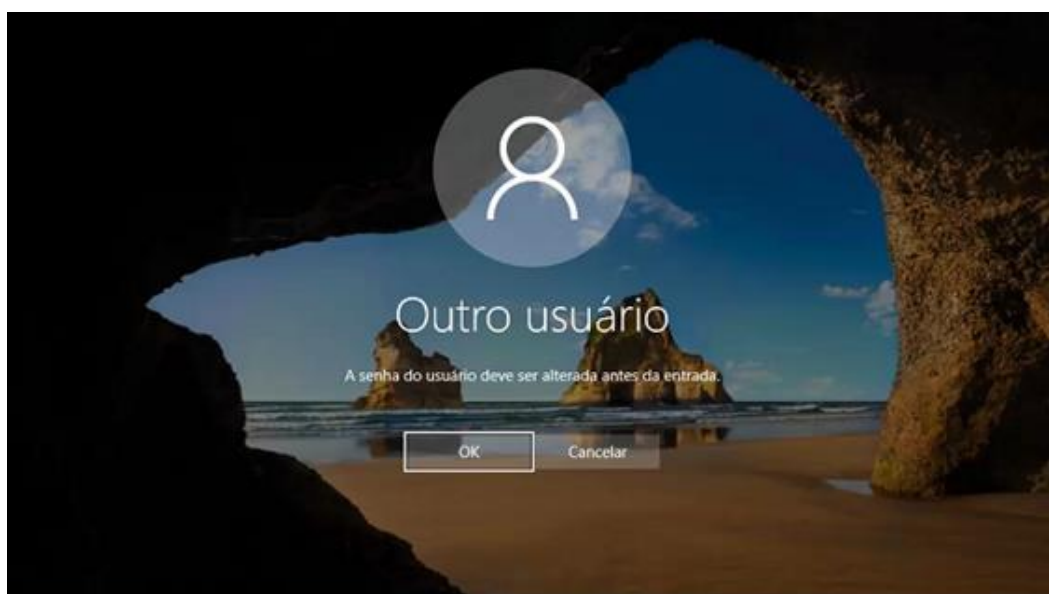 Outro usuário
A senha do usuário deve ser alterada antes da entrada.
OK Cancelar